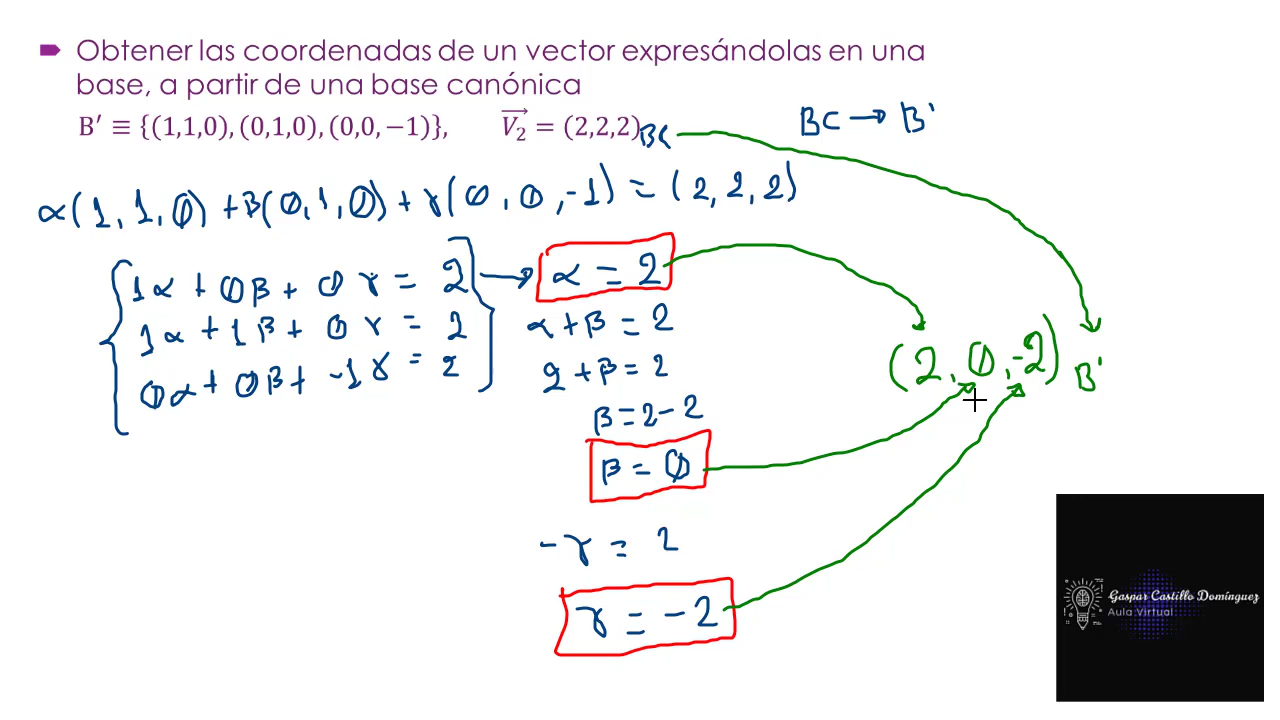 Obtener las coordenadas de un vector expresándolas en una
base, a partir de una base canónica
B′ ≡ {(1,1,0), (0,1,0), (0,0,−1)}, V₂ = (2,2,2) BC
BC → B'
α(1, 1, 0) + β(0, 1, 0) + γ(0, 0, -1) = (2, 2, 2)
1α + 0β + 0γ = 2 → α = 2
1α + 1β + 0γ = 2
0α + 0β + -1γ = 2
α + β = 2
2 + β = 2
β = 2 - 2
β = 0
-γ = 2
γ = -2
(2, 0, -2) B'
Gaspar Castillo Domínguez
Aula Virtual